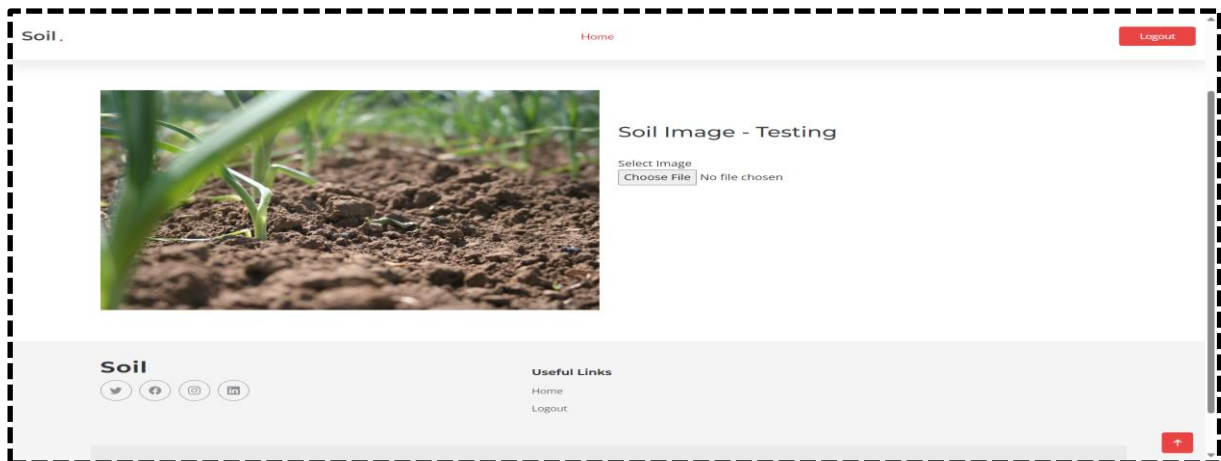 Soil.
Home
Logout
Soil Image - Testing
Select Image
Choose File No file chosen
Soil
Useful Links
Home
Logout